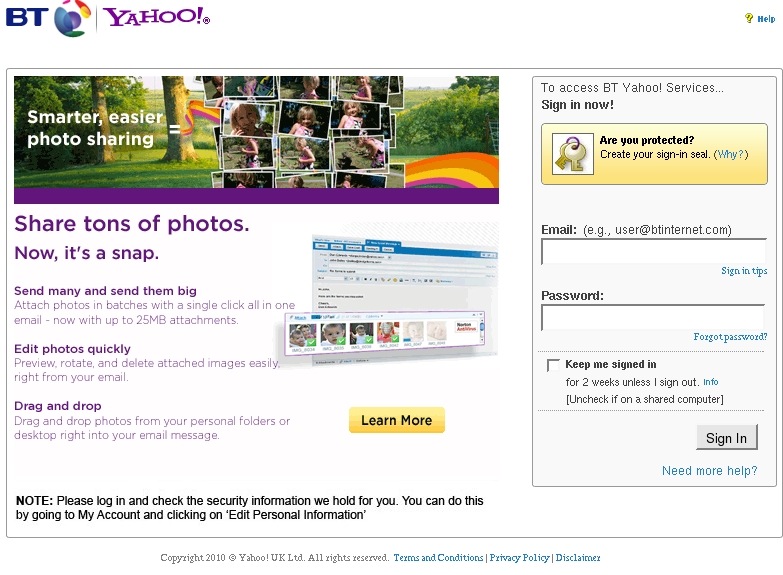 BT YAHOO!®
Help
Smarter, easier
photo sharing =
To access BT Yahoo! Services...
Sign in now!
Are you protected?
Create your sign-in seal. (Why?)
Share tons of photos.
Now, it's a snap.
Send many and send them big
Attach photos in batches with a single click all in one
email - now with up to 25MB attachments.
Edit photos quickly
Preview, rotate, and delete attached images easily,
right from your email.
Drag and drop
Drag and drop photos from your personal folders or
desktop right into your email message.
Attach
Norton
AntiVirus
Learn More
Email: (e.g., user@btinternet.com)
Sign in tips
Password:
Forgot password?
Keep me signed in
for 2 weeks unless I sign out. Info
[Uncheck if on a shared computer]
Sign In
Need more help?
NOTE: Please log in and check the security information we hold for you. You can do this
by going to My Account and clicking on ‘Edit Personal Information’
Copyright 2010 © Yahoo! UK Ltd. All rights reserved. Terms and Conditions | Privacy Policy | Disclaimer